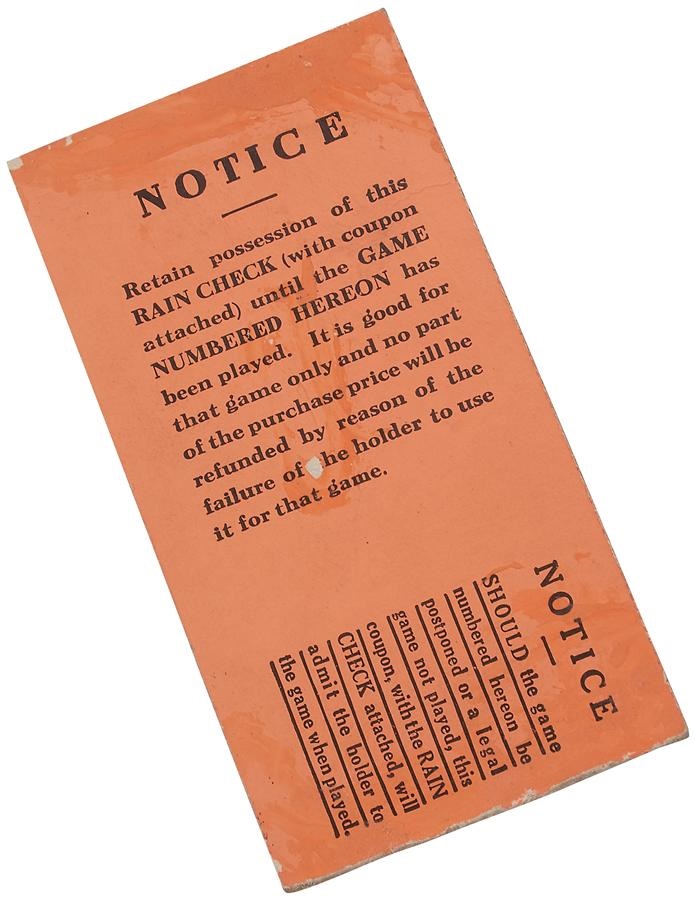 NOTICE
Retain possession of this
RAIN CHECK (with coupon
attached) until the GAME
NUMBERED HEREON has
been played. It is good for
that game only and no part
of the purchase price will be
refunded by reason of the
failure of the holder to use
it for that game.
NOTICE
SHOULD the game
numbered hereon be
postponed or a legal
game not played, this
coupon, with the RAIN
CHECK attached, will
admit the holder to
the game when played.